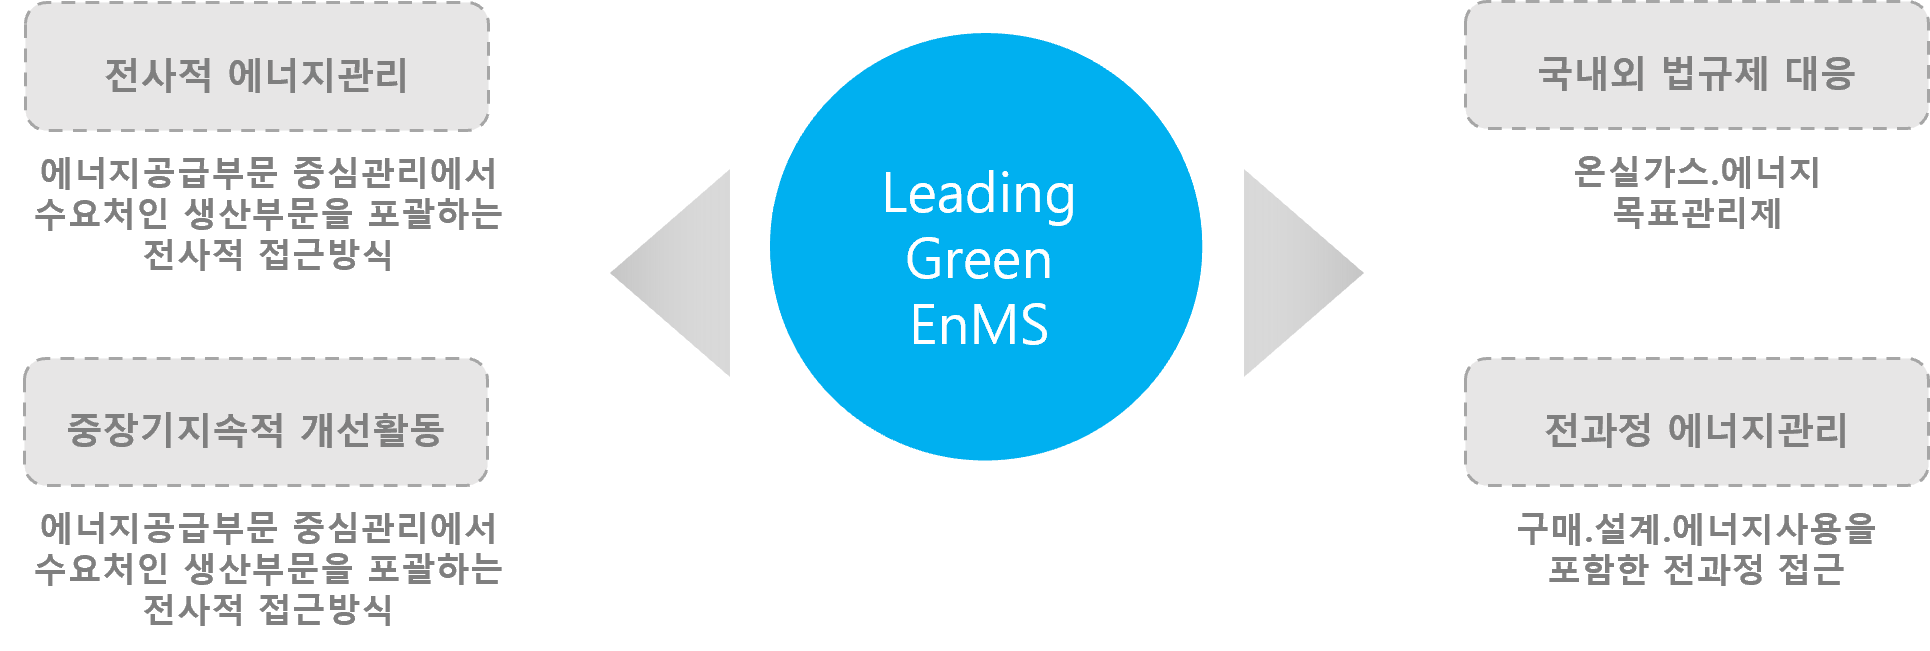 전사적 에너지관리
에너지공급부문 중심관리에서
수요처인 생산부문을 포괄하는
전사적 접근방식
중장기지속적 개선활동
에너지공급부문 중심관리에서
수요처인 생산부문을 포괄하는
전사적 접근방식
Leading
Green
EnMS
국내외 법규제 대응
온실가스.에너지
목표관리제
전과정 에너지관리
구매.설계.에너지사용을
포함한 전과정 접근